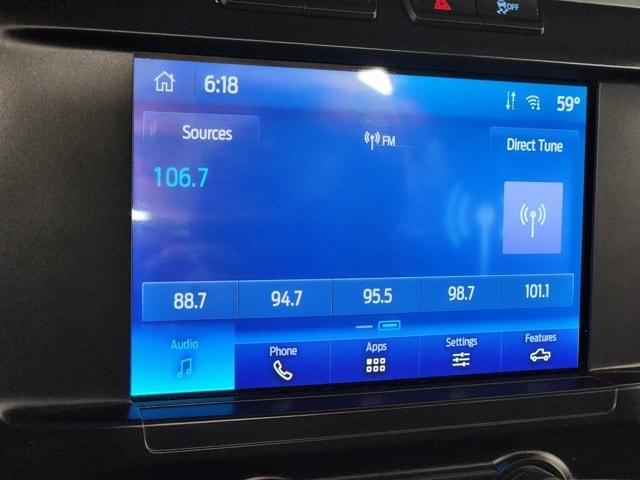 OFF
6:18
59°
Sources
FM
Direct Tune
106.7
88.7 94.7 95.5 98.7 101.1
Audio Phone Apps Settings Features